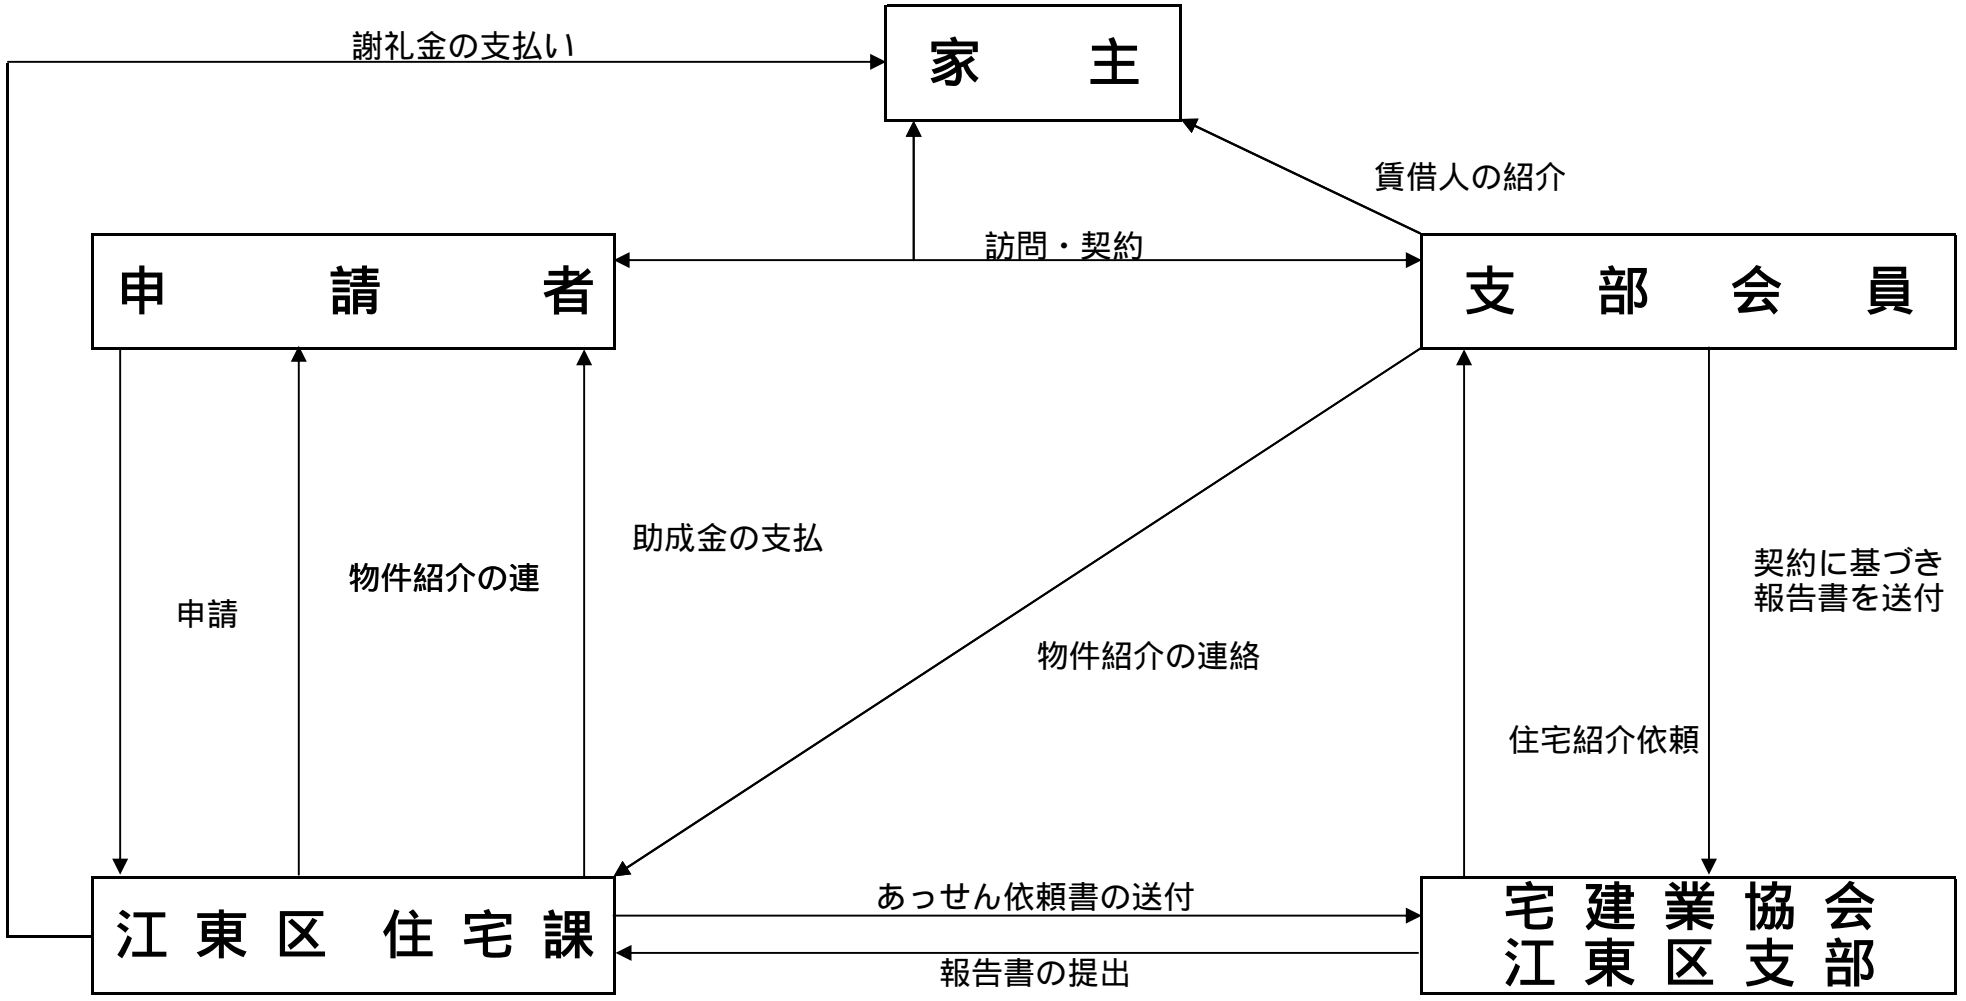 謝礼金の支払い
家主
賃借人の紹介
訪問・契約
申請者
支部会員
助成金の支払
物件紹介の連
申請
契約に基づき
報告書を送付
物件紹介の連絡
住宅紹介依頼
あっせん依頼書の送付
江東区 住宅課
宅建業協会
江東区支部
報告書の提出